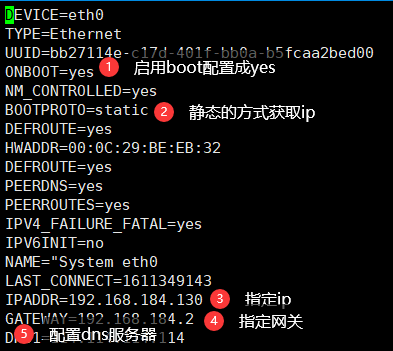 DEVICE=eth0
TYPE=Ethernet
UUID=bb27114e-c17d-401f-bb0a-b5fcaa2bed00
ONBOOT=yes 1 启用boot配置成yes
NM_CONTROLLED=yes
BOOTPROTO=static 2 静态的方式获取ip
DEFROUTE=yes
HWADDR=00:0C:29:BE:EB:32
DEFROUTE=yes
PEERDNS=yes
PEERROUTES=yes
IPV4_FAILURE_FATAL=yes
IPV6INIT=no
NAME="System eth0
LAST_CONNECT=1611349143
IPADDR=192.168.184.130 3 指定ip
GATEWAY=192.168.184.2 4 指定网关
5 配置dns服务器